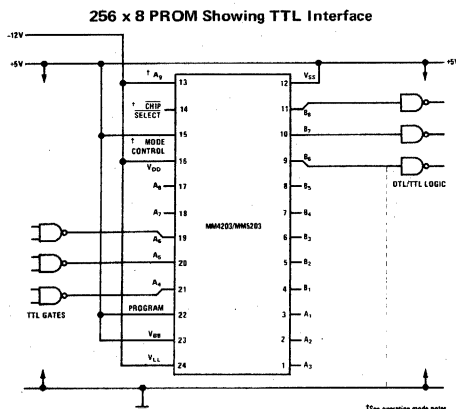 256 x 8 PROM Showing TTL Interface
-12V
+5V
+5V
† A9
13
12
VSS
† CHIP SELECT
14
11
B8
† MODE CONTROL
15
10
B7
VDD
16
9
B6
DTL/TTL LOGIC
A8
17
8
B5
A7
18
7
B4
MM4203/MM5203
A6
19
6
B3
A5
20
5
B2
A4
21
4
B1
TTL GATES
PROGRAM
22
3
A1
VBB
23
2
A2
VLL
24
1
A3
†See operation mode notes